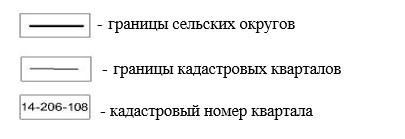 - границы сельских округов
- границы кадастровых кварталов
14-206-108 - кадастровый номер квартала